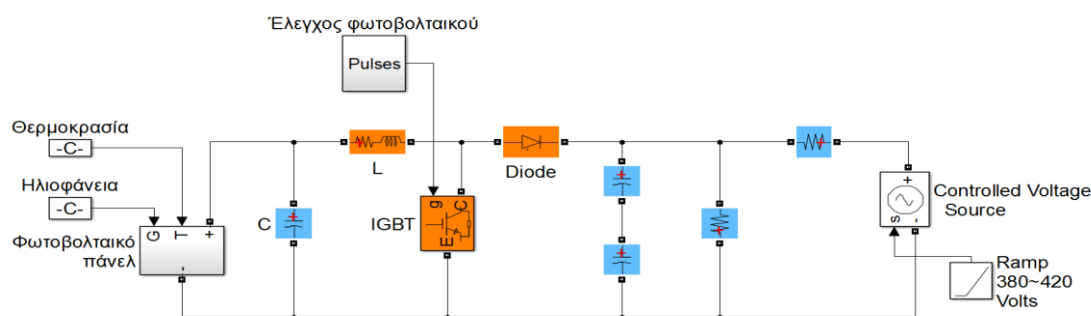 Έλεγχος φωτοβολταικού
Pulses
Θερμοκρασία
-C-
Ηλιοφάνεια
-C-
Φωτοβολταικό
πάνελ
G
T
+
-
C
L
g
C
E
IGBT
Diode
+
-
s
Controlled Voltage
Source
Ramp
380~420
Volts